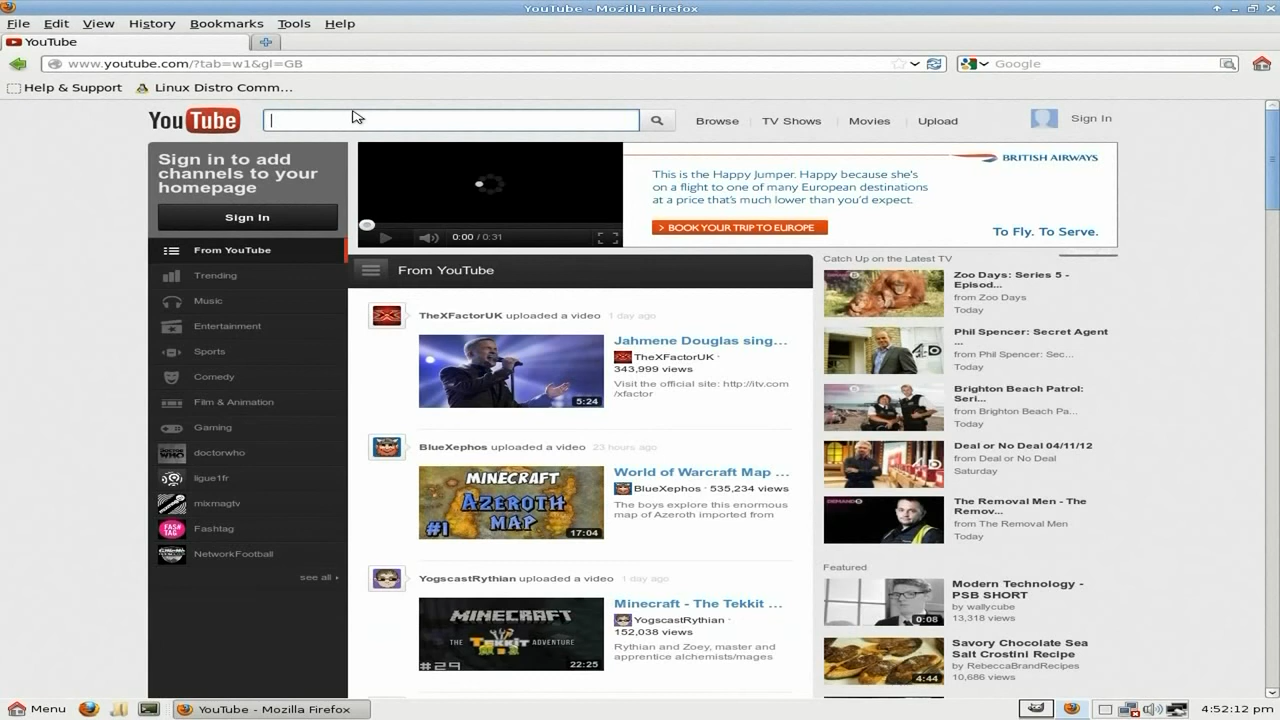 YouTube - Mozilla Firefox
File Edit View History Bookmarks Tools Help
YouTube
www.youtube.com/?tab=w1&gl=GB
Google
Help & Support
Linux Distro Comm...
YouTube
Browse
TV Shows
Movies
Upload
Sign In
Sign in to add
channels to your
homepage
Sign In
From YouTube
Trending
Music
Entertainment
Sports
Comedy
Film & Animation
Gaming
doctorwho
ligue1fr
mixmagtv
Fashtag
NetworkFootball
see all
0:00 / 0:31
BRITISH AIRWAYS
This is the Happy Jumper. Happy because she's
on a flight to one of many European destinations
at a price that's much lower than you'd expect.
> BOOK YOUR TRIP TO EUROPE
To Fly. To Serve.
From YouTube
TheXFactorUK uploaded a video 1 day ago
5:24
Jahmene Douglas sing...
TheXFactorUK ·
343,999 views
Visit the official site: http://itv.com
/xfactor
BlueXephos uploaded a video 23 hours ago
MINECRAFT
AZEROTH
MAP
#1
17:04
World of Warcraft Map ...
BlueXephos · 535,234 views
The boys explore this enormous
map of Azeroth imported from
YogscastRythian uploaded a video 1 day ago
MINECRAFT
THE TEKKIT ADVENTURE
#29
22:25
Minecraft - The Tekkit ...
YogscastRythian ·
152,038 views
Rythian and Zoey, master and
apprentice alchemists/mages
Catch Up on the Latest TV
Zoo Days: Series 5 -
Episod...
from Zoo Days
Today
Phil Spencer: Secret Agent
...
from Phil Spencer: Sec...
Today
Brighton Beach Patrol:
Seri...
from Brighton Beach Pa...
Today
Deal or No Deal 04/11/12
from Deal or No Deal
Saturday
The Removal Men - The
Remov...
from The Removal Men
Today
Featured
0:08
Modern Technology -
PSB SHORT
by wallycube
13,318 views
4:44
Savory Chocolate Sea
Salt Crostini Recipe
by RebeccaBrandRecipes
10,686 views
Menu
YouTube - Mozilla Firefox
4:52:12 pm